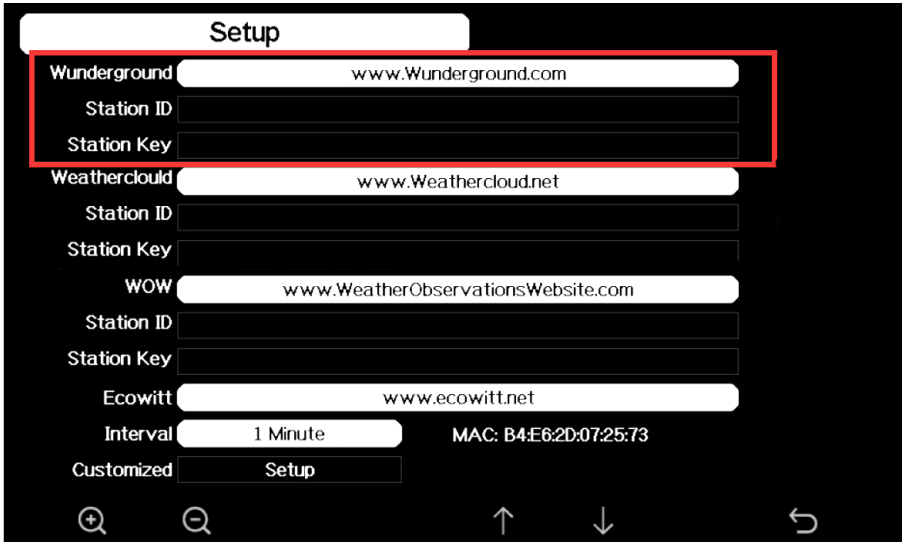 Setup
Wunderground www.Wunderground.com
Station ID
Station Key
Weatherclould www.Weathercloud.net
Station ID
Station Key
WOW www.WeatherObservationsWebsite.com
Station ID
Station Key
Ecowitt www.ecowitt.net
Interval 1 Minute MAC: B4:E6:2D:07:25:73
Customized Setup